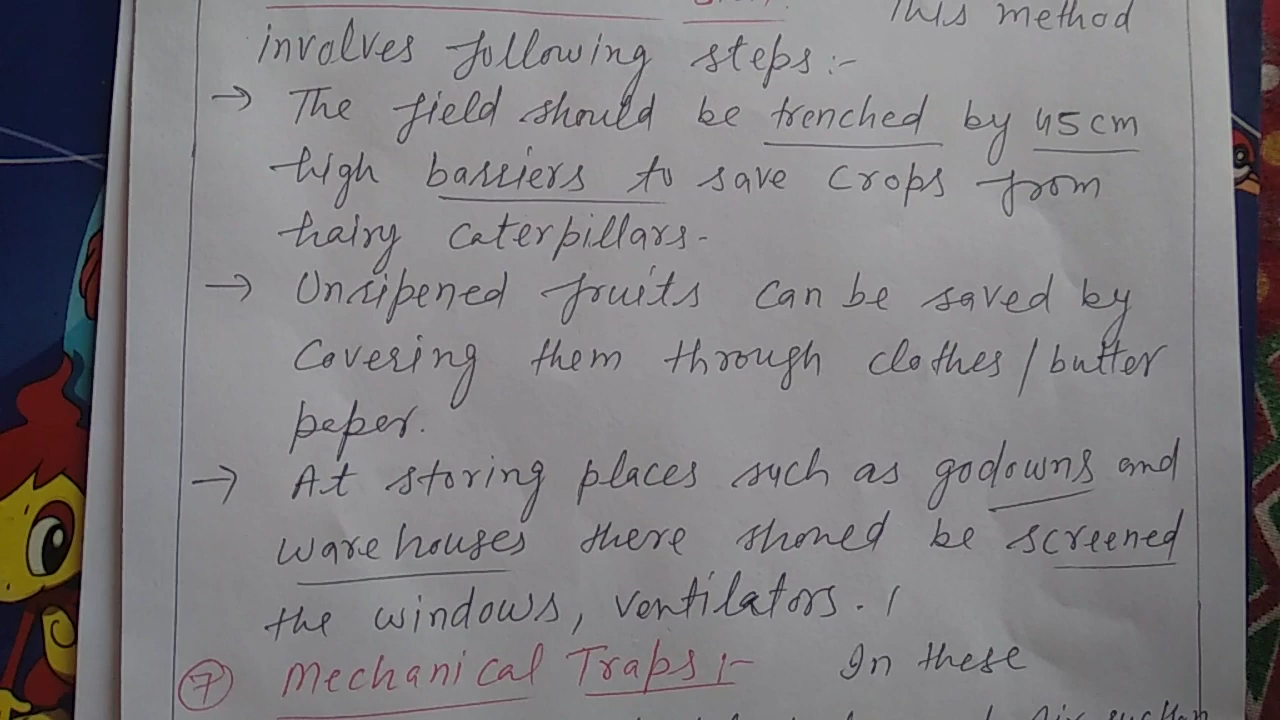 This method
involves following steps:-
→ The field should be trenched by 45cm
high barriers to save crops from
hairy caterpillars.
→ Unripened fruits can be saved by
Covering them through clothes/butter
peper.
→ At storing places such as godowns and
warehouses there shoned be screened
the windows, ventilators.
⑦ Mechanical Traps:- In these